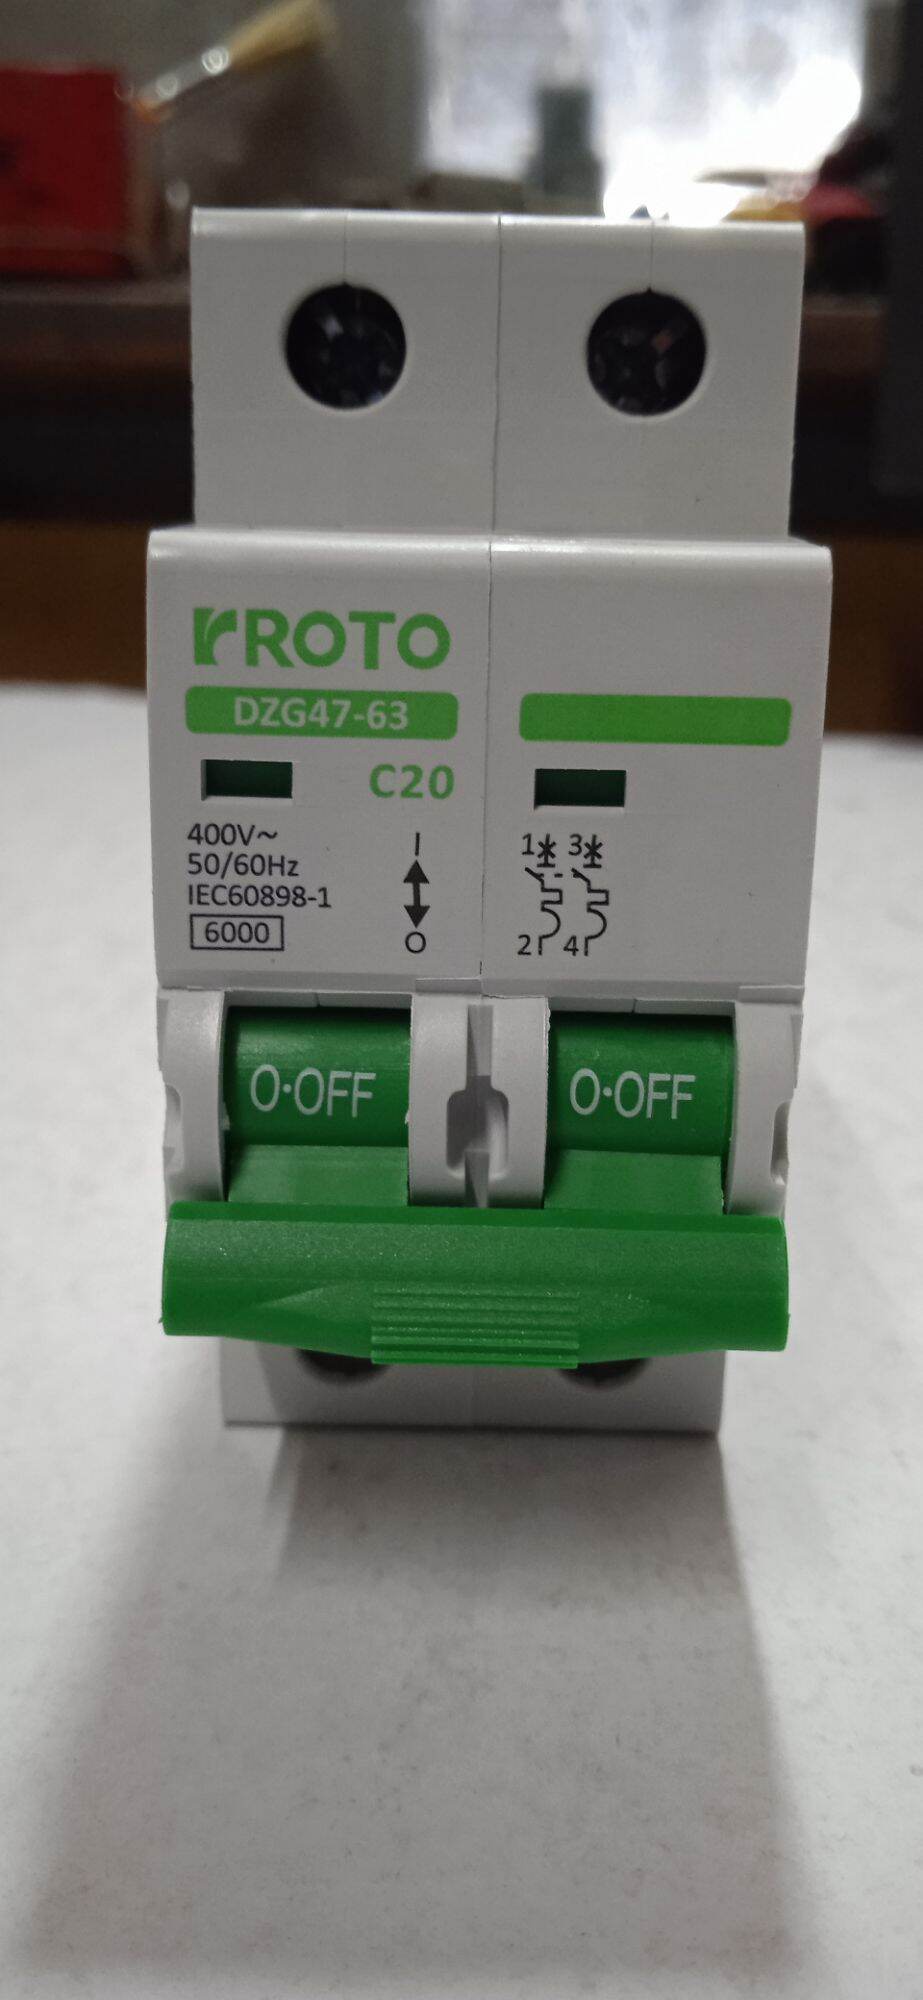 ROTO
DZG47-63
C20
400V~
50/60Hz
IEC60898-1
6000
I
O
1 3
2 4
O·OFF O·OFF